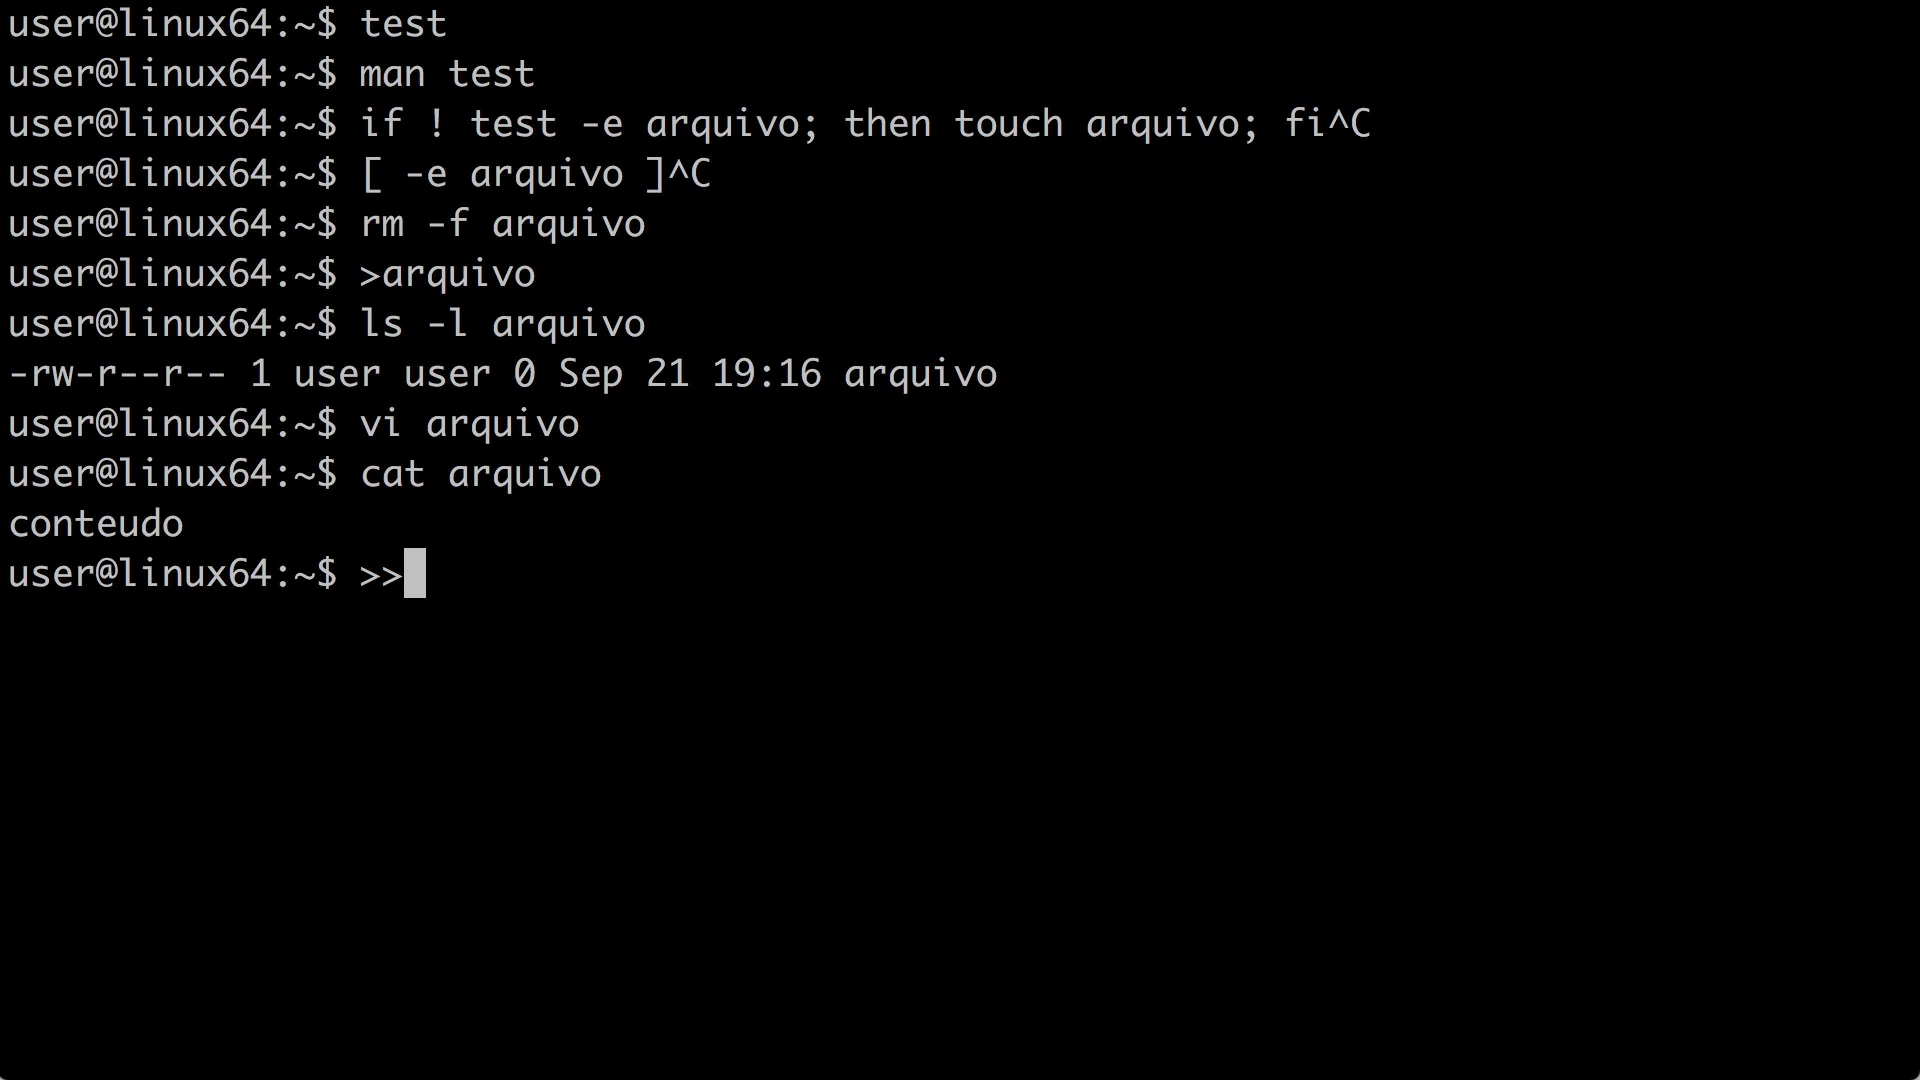 user@linux64:~$ test
user@linux64:~$ man test
user@linux64:~$ if ! test -e arquivo; then touch arquivo; fi^C
user@linux64:~$ [ -e arquivo ]^C
user@linux64:~$ rm -f arquivo
user@linux64:~$ >arquivo
user@linux64:~$ ls -l arquivo
-rw-r--r-- 1 user user 0 Sep 21 19:16 arquivo
user@linux64:~$ vi arquivo
user@linux64:~$ cat arquivo
conteudo
user@linux64:~$ >>